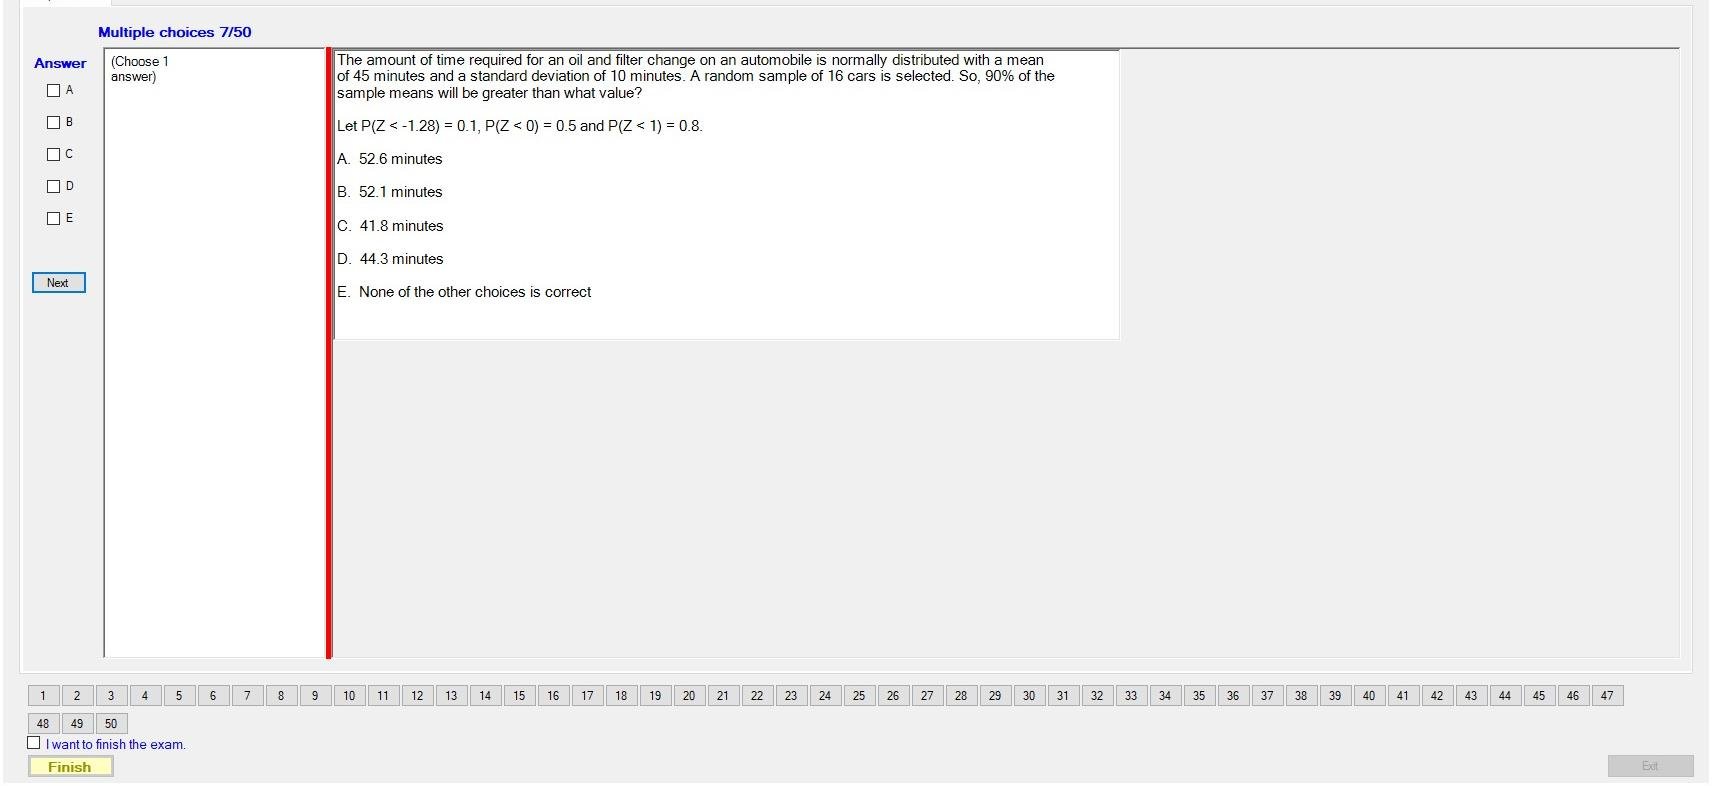 Multiple choices 7/50
Answer
(Choose 1
answer)
A
B
C
D
E
Next
The amount of time required for an oil and filter change on an automobile is normally distributed with a mean
of 45 minutes and a standard deviation of 10 minutes. A random sample of 16 cars is selected. So, 90% of the
sample means will be greater than what value?
Let P(Z < -1.28) = 0.1, P(Z < 0) = 0.5 and P(Z < 1) = 0.8.
A. 52.6 minutes
B. 52.1 minutes
C. 41.8 minutes
D. 44.3 minutes
E. None of the other choices is correct
1 2 3 4 5 6 7 8 9 10 11 12 13 14 15 16 17 18 19 20 21 22 23 24 25 26 27 28 29 30 31 32 33 34 35 36 37 38 39 40 41 42 43 44 45 46 47
48 49 50
I want to finish the exam.
Finish
Exit